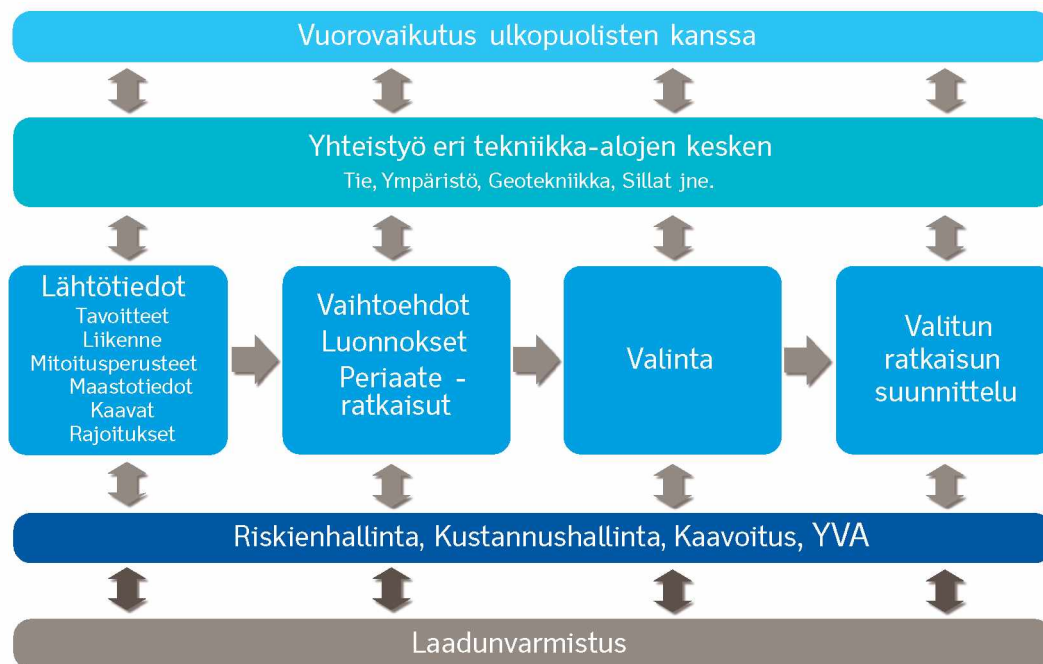 Vuorovaikutus ulkopuolisten kanssa
Yhteistyö eri tekniikka-alojen kesken
Tie, Ympäristö, Geotekniikka, Sillat jne.
Lähtötiedot
Tavoitteet
Liikenne
Mitoitusperusteet
Maastotiedot
Kaavat
Rajoitukset
Vaihtoehdot
Luonnokset
Periaate -
ratkaisut
Valinta
Valitun
ratkaisun
suunnittelu
Riskienhallinta, Kustannushallinta, Kaavoitus, YVA
Laadunvarmistus